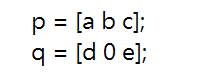 p = [a b c];
q = [d 0 e];